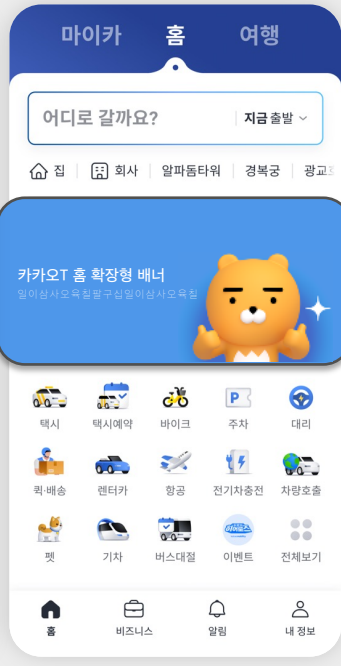 마이카 홈 여행
어디로 갈까요? 지금 출발
집 회사 알파돔타워 경복궁 광교
카카오T 홈 확장형 배너
일이삼사오육칠팔구십일이삼사오육칠
택시 택시예약 바이크 주차 대리
P
퀵·배송 렌터카 항공 전기차충전 차량호출
펫 기차 버스대절 이벤트 전체보기
홈 비즈니스 알림 내 정보